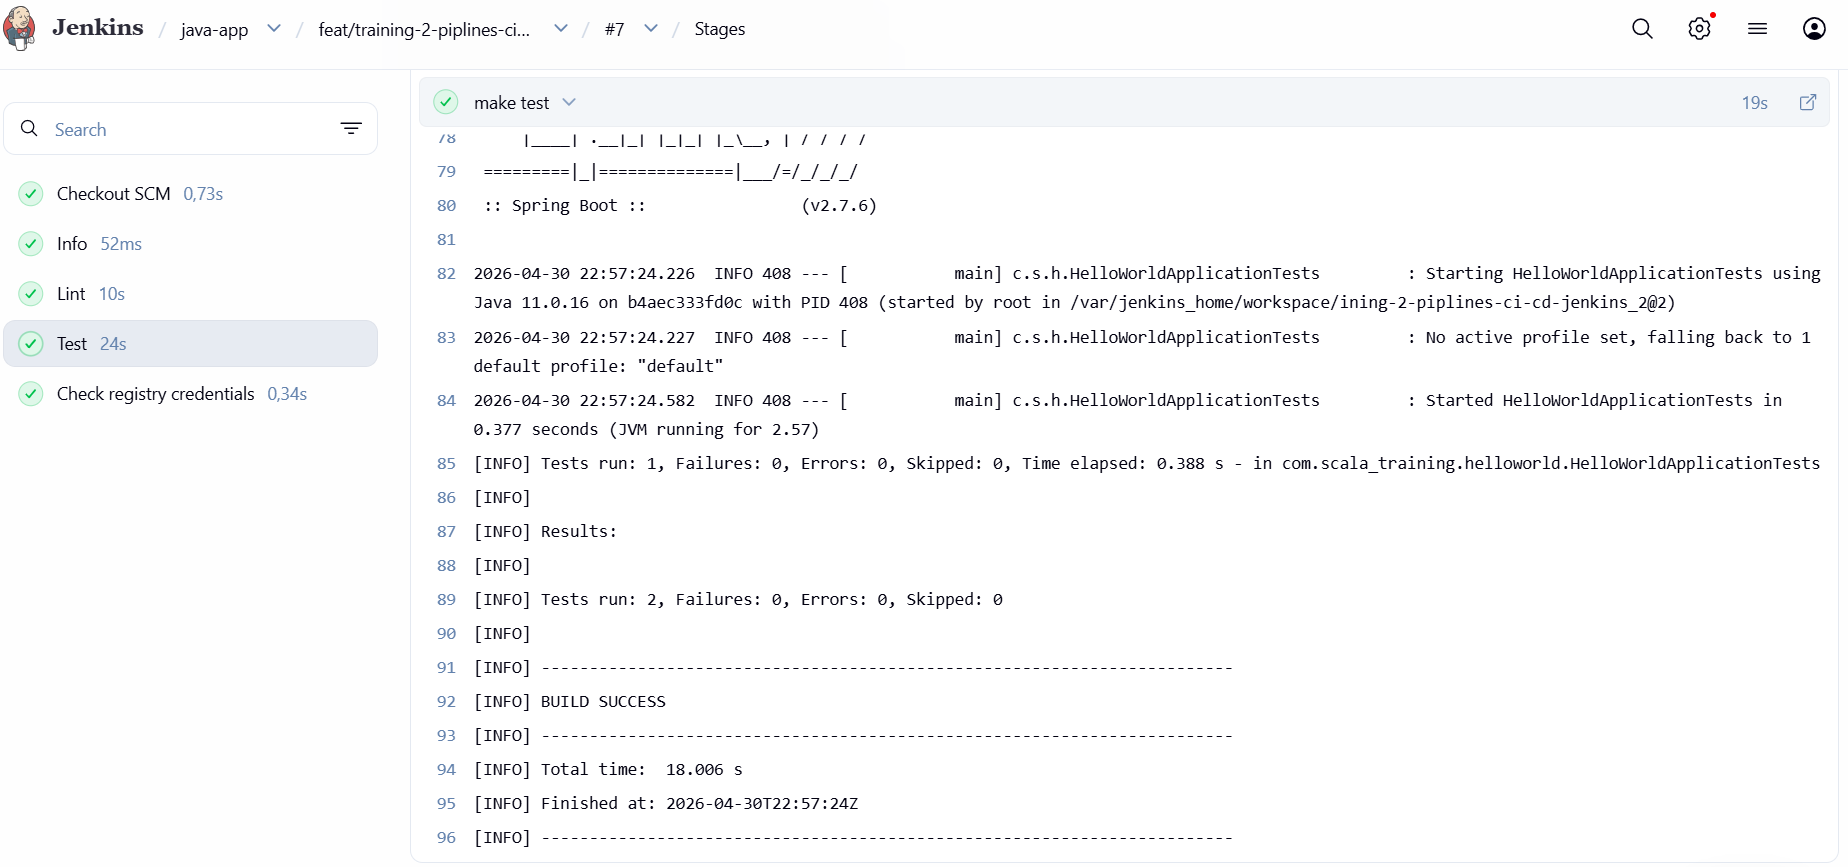 Jenkins / java-app / feat/training-2-piplines-ci... / #7 / Stages
Search
Checkout SCM 0,73s
Info 52ms
Lint 10s
Test 24s
Check registry credentials 0,34s
make test 19s
78 |____| .__|_| |_|_| |_\__, | / / / /
79 =========|_|==============|___/=/_/_/_/
80 :: Spring Boot :: (v2.7.6)
81
82 2026-04-30 22:57:24.226 INFO 408 --- [ main] c.s.h.HelloWorldApplicationTests : Starting HelloWorldApplicationTests using
Java 11.0.16 on b4aec333fd0c with PID 408 (started by root in /var/jenkins_home/workspace/ining-2-piplines-ci-cd-jenkins_2@2)
83 2026-04-30 22:57:24.227 INFO 408 --- [ main] c.s.h.HelloWorldApplicationTests : No active profile set, falling back to 1
default profile: "default"
84 2026-04-30 22:57:24.582 INFO 408 --- [ main] c.s.h.HelloWorldApplicationTests : Started HelloWorldApplicationTests in
0.377 seconds (JVM running for 2.57)
85 [INFO] Tests run: 1, Failures: 0, Errors: 0, Skipped: 0, Time elapsed: 0.388 s - in com.scala_training.helloworld.HelloWorldApplicationTests
86 [INFO]
87 [INFO] Results:
88 [INFO]
89 [INFO] Tests run: 2, Failures: 0, Errors: 0, Skipped: 0
90 [INFO]
91 [INFO] ------------------------------------------------------------------------
92 [INFO] BUILD SUCCESS
93 [INFO] ------------------------------------------------------------------------
94 [INFO] Total time: 18.006 s
95 [INFO] Finished at: 2026-04-30T22:57:24Z
96 [INFO] ------------------------------------------------------------------------